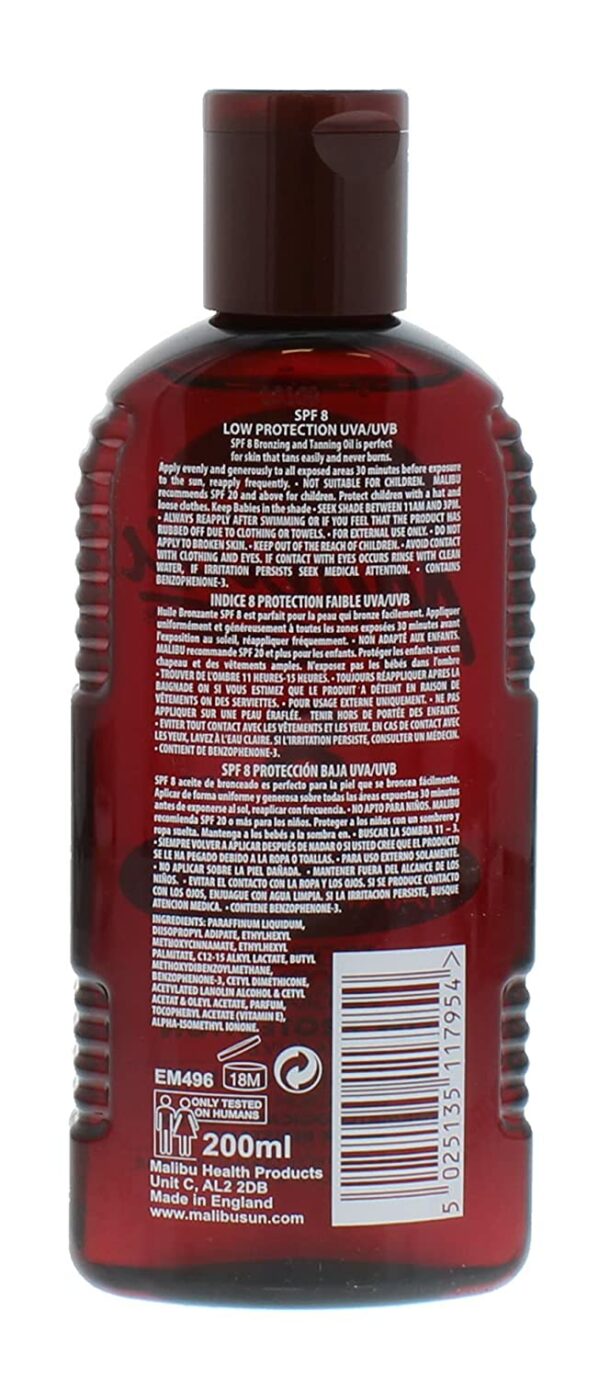 SPF 8
LOW PROTECTION UVA/UVB
SPF 8 Bronzing and Tanning Oil is perfect
for skin that tans easily and never burns.
Apply evenly and generously to all exposed areas 30 minutes before exposure
to the sun, reapply frequently. • NOT SUITABLE FOR CHILDREN. MALIBU
recommends SPF 20 and above for children. Protect children with a hat and
loose clothes. Keep Babies in the shade • SEEK SHADE BETWEEN 11AM AND 3PM.
• ALWAYS REAPPLY AFTER SWIMMING OR IF YOU FEEL THAT THE PRODUCT HAS
RUBBED OFF DUE TO CLOTHING OR TOWELS. • FOR EXTERNAL USE ONLY. • DO NOT
APPLY TO BROKEN SKIN. • KEEP OUT OF THE REACH OF CHILDREN. • AVOID CONTACT
WITH CLOTHING AND EYES. IF CONTACT WITH EYES OCCURS RINSE WITH CLEAN
WATER, IF IRRITATION PERSISTS SEEK MEDICAL ATTENTION. • CONTAINS
BENZOPHENONE-3.
INDICE 8 PROTECTION FAIBLE UVA/UVB
Huile Bronzante SPF 8 est parfait pour la peau qui bronze facilement. Appliquer
uniformément et généreusement à toutes les zones exposées 30 minutes avant
l'exposition au soleil, réappliquer fréquemment. • NON ADAPTÉ AUX ENFANTS.
MALIBU recommande SPF 20 et plus pour les enfants. Protéger les enfants avec un
chapeau et des vêtements amples. N'exposez pas les bébés dans l'ombre
• TROUVER DE L'OMBRE 11 HEURES-15 HEURES. • TOUJOURS RÉAPPLIQUER APRES LA
BAIGNADE ON SI VOUS ESTIMEZ QUE LE PRODUIT A DÉTEINT EN RAISON DE
VÊTEMENTS ON DES SERVIETTES. • POUR USAGE EXTERNE UNIQUEMENT. • NE PAS
APPLIQUER SUR UNE PEAU ÉRAFLÉE. TENIR HORS DE PORTÉE DES ENFANTS.
• EVITER TOUT CONTACT AVEC LES VÊTEMENTS ET LES YEUX. EN CAS DE CONTACT AVEC
LES YEUX, LAVEZ À L'EAU CLAIRE. SI L'IRRITATION PERSISTE, CONSULTER UN MÉDECIN.
• CONTIENT DE BENZOPHENONE-3.
SPF 8 PROTECCIÓN BAJA UVA/UVB
SPF 8 aceite de bronceado es perfecto para la piel que se broncea fácilmente.
Aplicar de forma uniforme y generosa sobre todas las áreas expuestas 30 minutos
antes de exponerse al sol, reaplicar con frecuencia. • NO APTO PARA NIÑOS. MALIBU
recomienda SPF 20 o más para los niños. Proteger a los niños con un sombrero y
ropa suelta. Mantenga a los bebés a la sombra en. • BUSCAR LA SOMBRA 11 – 3.
• SIEMPRE VOLVER A APLICAR DESPUÉS DE NADAR O SI USTED CREE QUE EL PRODUCTO
SE LE HA PEGADO DEBIDO A LA ROPA O TOALLAS. • PARA USO EXTERNO SOLAMENTE.
• NO APLICAR SOBRE LA PIEL DAÑADA. • MANTENER FUERA DEL ALCANCE DE LOS
NIÑOS. • EVITAR EL CONTACTO CON LA ROPA Y LOS OJOS. SI SE PRODUCE CONTACTO
CON LOS OJOS, ENJUAGUE CON AGUA LIMPIA. SI LA IRRITACIÓN PERSISTE, BUSQUE
ATENCION MEDICA. • CONTIENE BENZOPHENONE-3.
INGREDIENTS: PARAFFINUM LIQUIDUM,
DIISOPROPYL ADIPATE, ETHYLHEXYL
METHOXYCINNAMATE, ETHYLHEXYL
PALMITATE, C12-15 ALKYL LACTATE, BUTYL
METHOXYDIBENZOYLMETHANE,
BENZOPHENONE-3, CETYL DIMETHICONE,
ACETYLATED LANOLIN ALCOHOL & CETYL
ACETAT & OLEYL ACETATE, PARFUM,
TOCOPHERYL ACETATE (VITAMIN E),
ALPHA-ISOMETHYL IONONE.
EM496
18M
ONLY TESTED
ON HUMANS
200ml
Malibu Health Products
Unit C, AL2 2DB
Made in England
www.malibusun.com
5 025135 117954 >